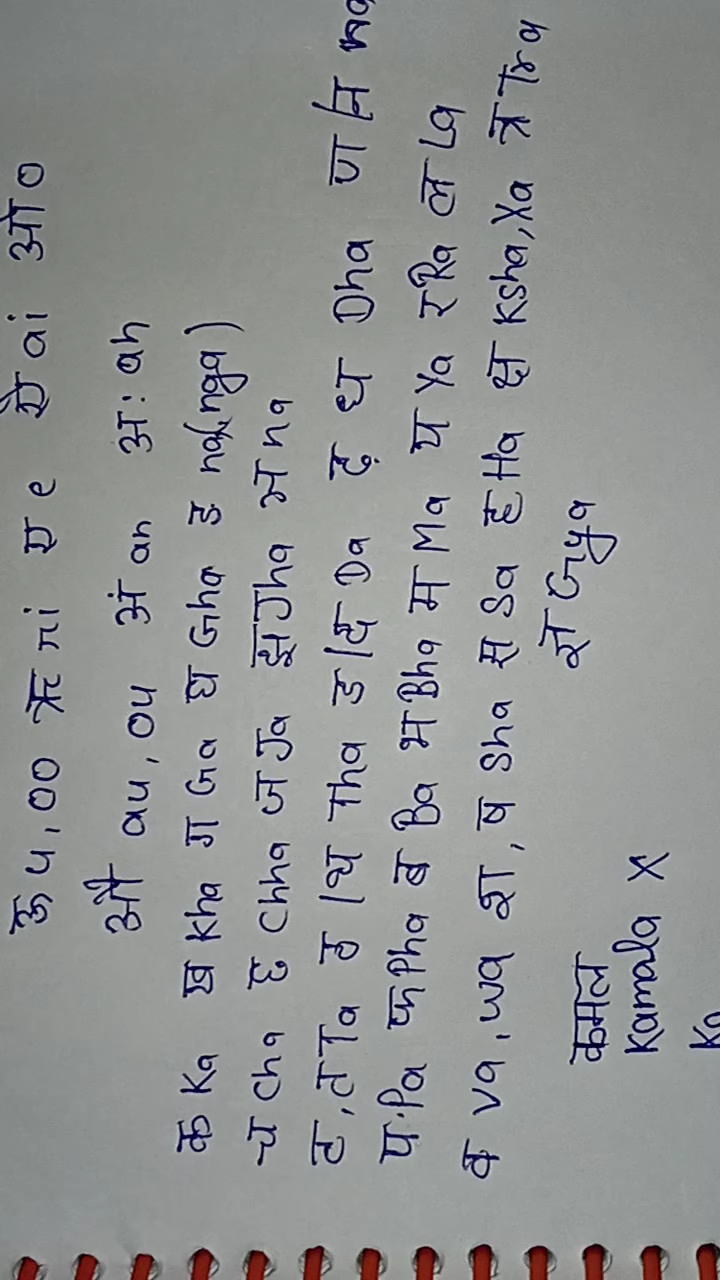 ऊ u, oo ऋ ri ए e ऐ ai ओ o
औ au, ou अं an अः ah
क Ka ख Kha ग Ga घ Gha ङ na(nga)
च Cha छ Chha ज Ja झ Jha ञ na
ट, त Ta ठ / थ Tha ड / द Da ढ ध Dha ण / न na
प Pa फ Pha ब Ba भ Bha म Ma य Ya र Ra ल La
व va, wa श, ष Sha स Sa ह Ha क्ष Ksha, Xa त्र Tra
ज्ञ Gya
कमल
Kamala X